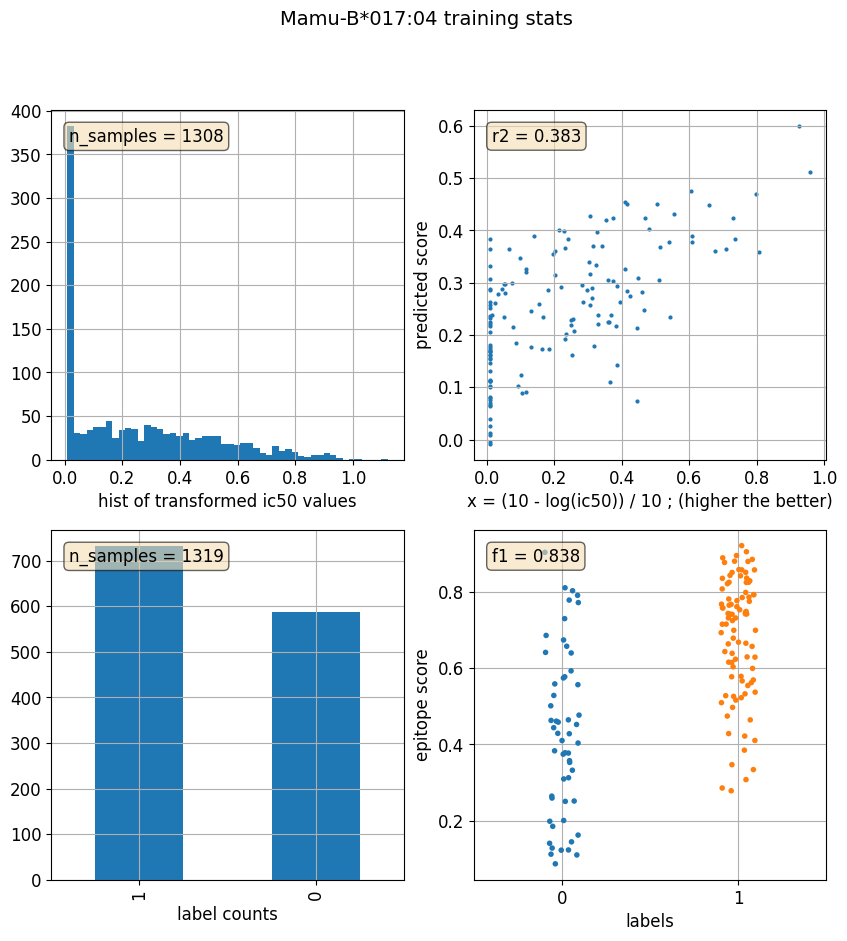 Mamu-B*017:04 training stats
n_samples = 1308
400
350
300
250
200
150
100
50
0
0.0 0.2 0.4 0.6 0.8 1.0
hist of transformed ic50 values
r2 = 0.383
predicted score
0.6
0.5
0.4
0.3
0.2
0.1
0.0
0.0 0.2 0.4 0.6 0.8 1.0
x = (10 - log(ic50)) / 10 ; (higher the better)
n_samples = 1319
700
600
500
400
300
200
100
0
1 0
label counts
f1 = 0.838
epitope score
0.8
0.6
0.4
0.2
0 1
labels